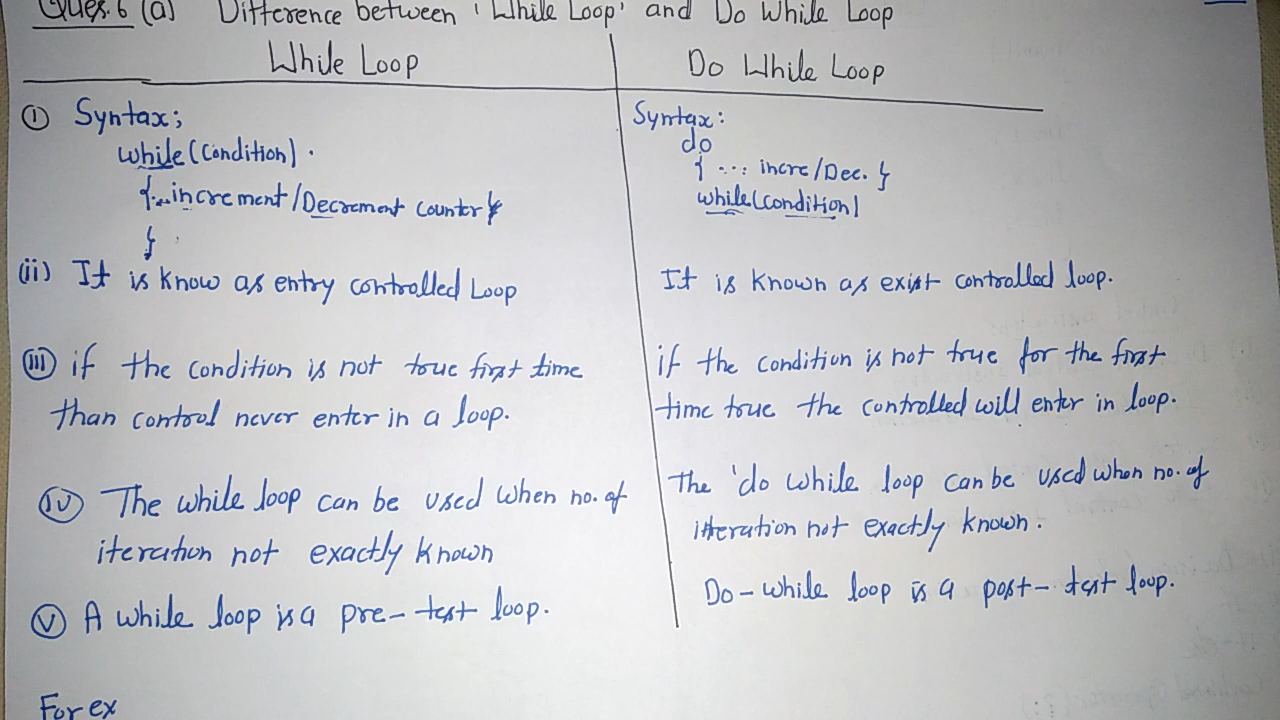 Ques. 6 (a) Difference between 'While Loop' and Do While Loop
While Loop
Do While Loop
(i) Syntax;
while(Condition).
{...increment/Decrement counter}
}
Syntax:
do
{ ... incre/Dec. }
while(condition)
(ii) It is know as entry controlled Loop
It is known as exist controlled loop.
(iii) if the condition is not true first time
than control never enter in a loop.
if the condition is not true for the first
time true the controlled will enter in loop.
(iv) The while loop can be used when no. of
iteration not exactly known
The 'do while loop can be used when no. of
itteration not exactly known.
(v) A while loop is a pre-test loop.
Do-while loop is a post-test loop.
For ex